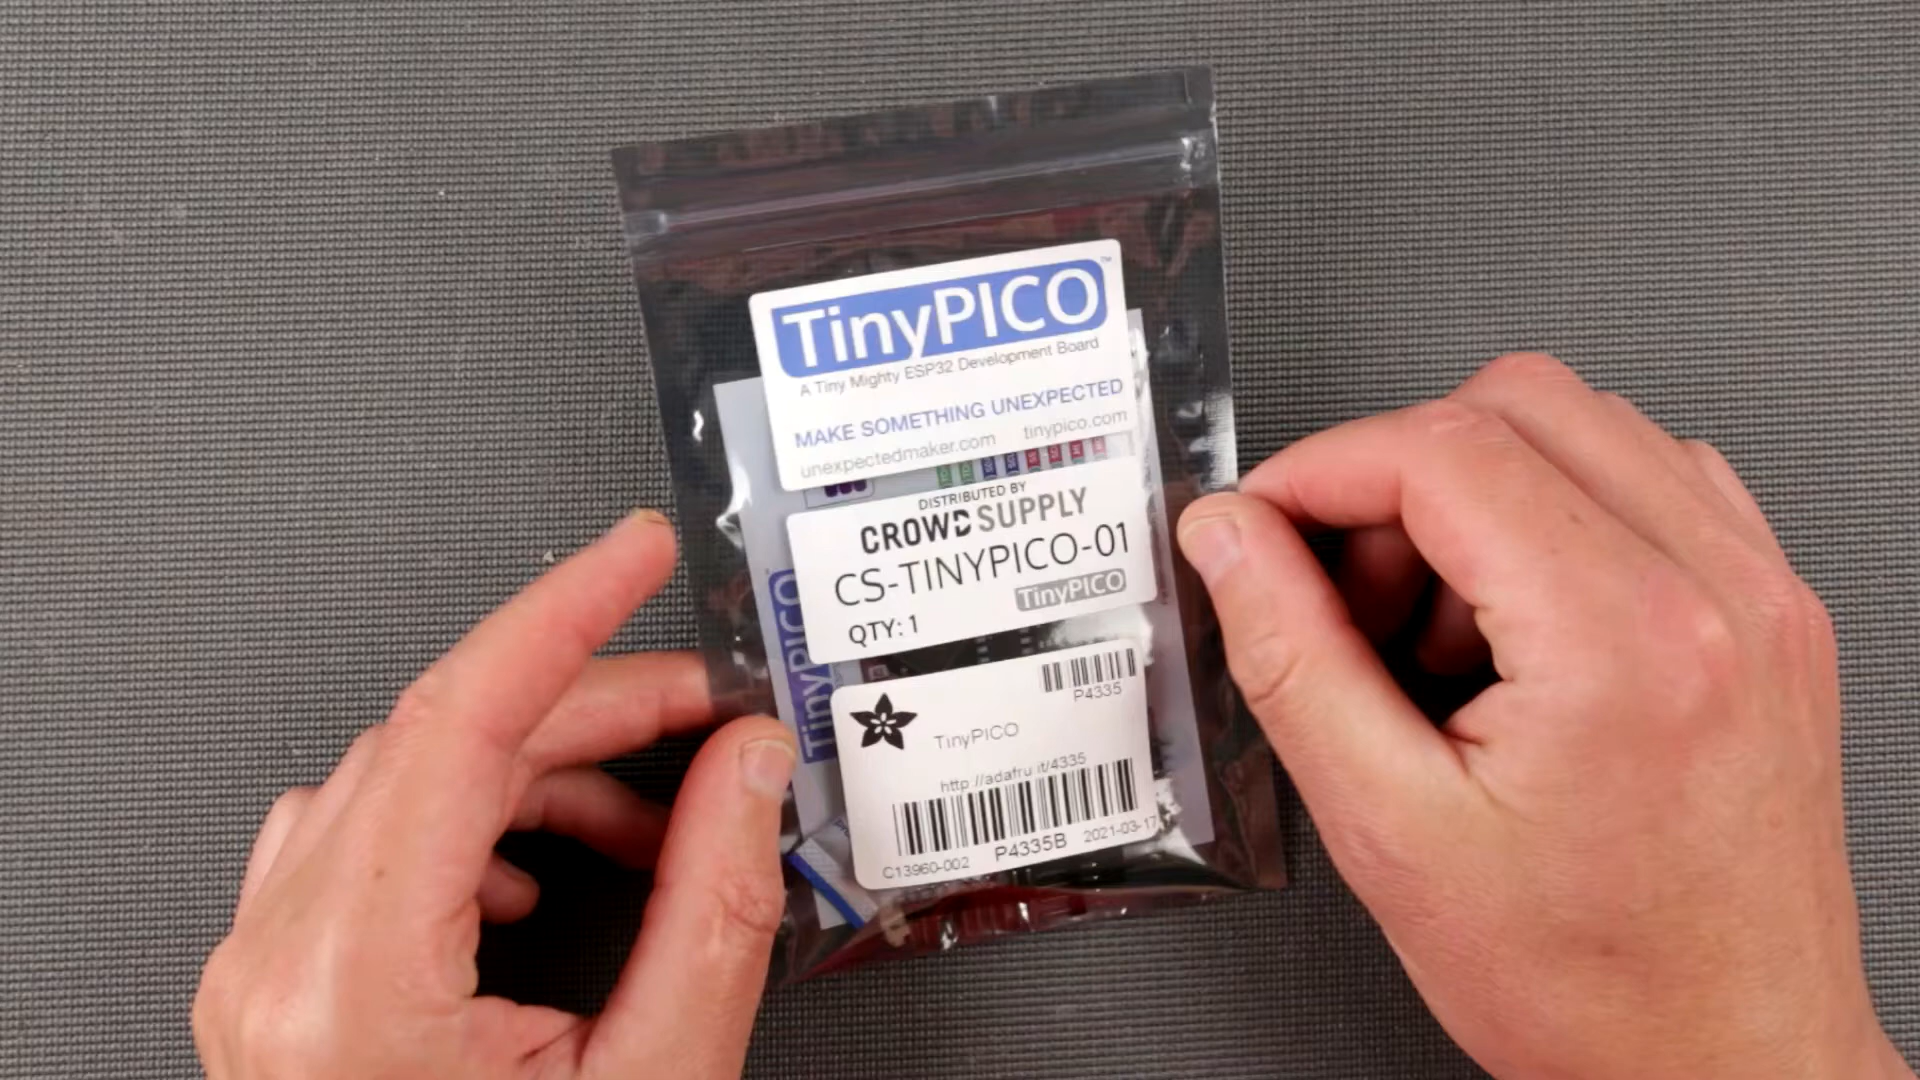 TinyPICO™
A Tiny Mighty ESP32 Development Board
MAKE SOMETHING UNEXPECTED
unexpectedmaker.com tinypico.com
DISTRIBUTED BY
CROWD SUPPLY
CS-TINYPICO-01
TinyPICO
QTY: 1
TinyPICO
P4335
TinyPICO
http://adafru.it/4335
C13960-002 P4335B 2021-03-17